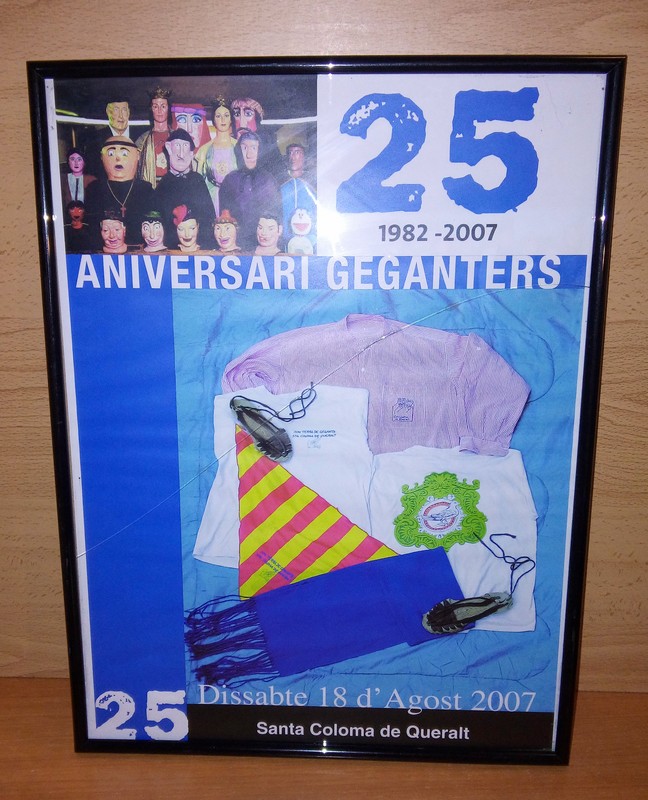 25
1982 -2007
ANIVERSARI GEGANTERS
25
Dissabte 18 d'Agost 2007
Santa Coloma de Queralt